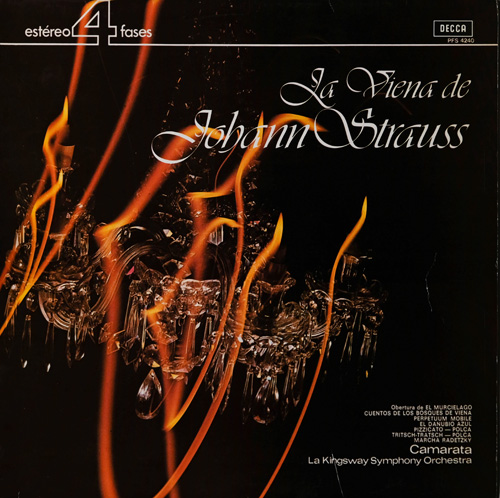 estéreo 4 fases
DECCA
PFS 4240
La Viena de
Johann Strauss
Obertura de EL MURCIELAGO
CUENTOS DE LOS BOSQUES DE VIENA
PERPETUUM MOBILE
EL DANUBIO AZUL
PIZZICATO — POLCA
TRITSCH-TRATSCH — POLCA
MARCHA RADETZKY
Camarata
La Kingsway Symphony Orchestra